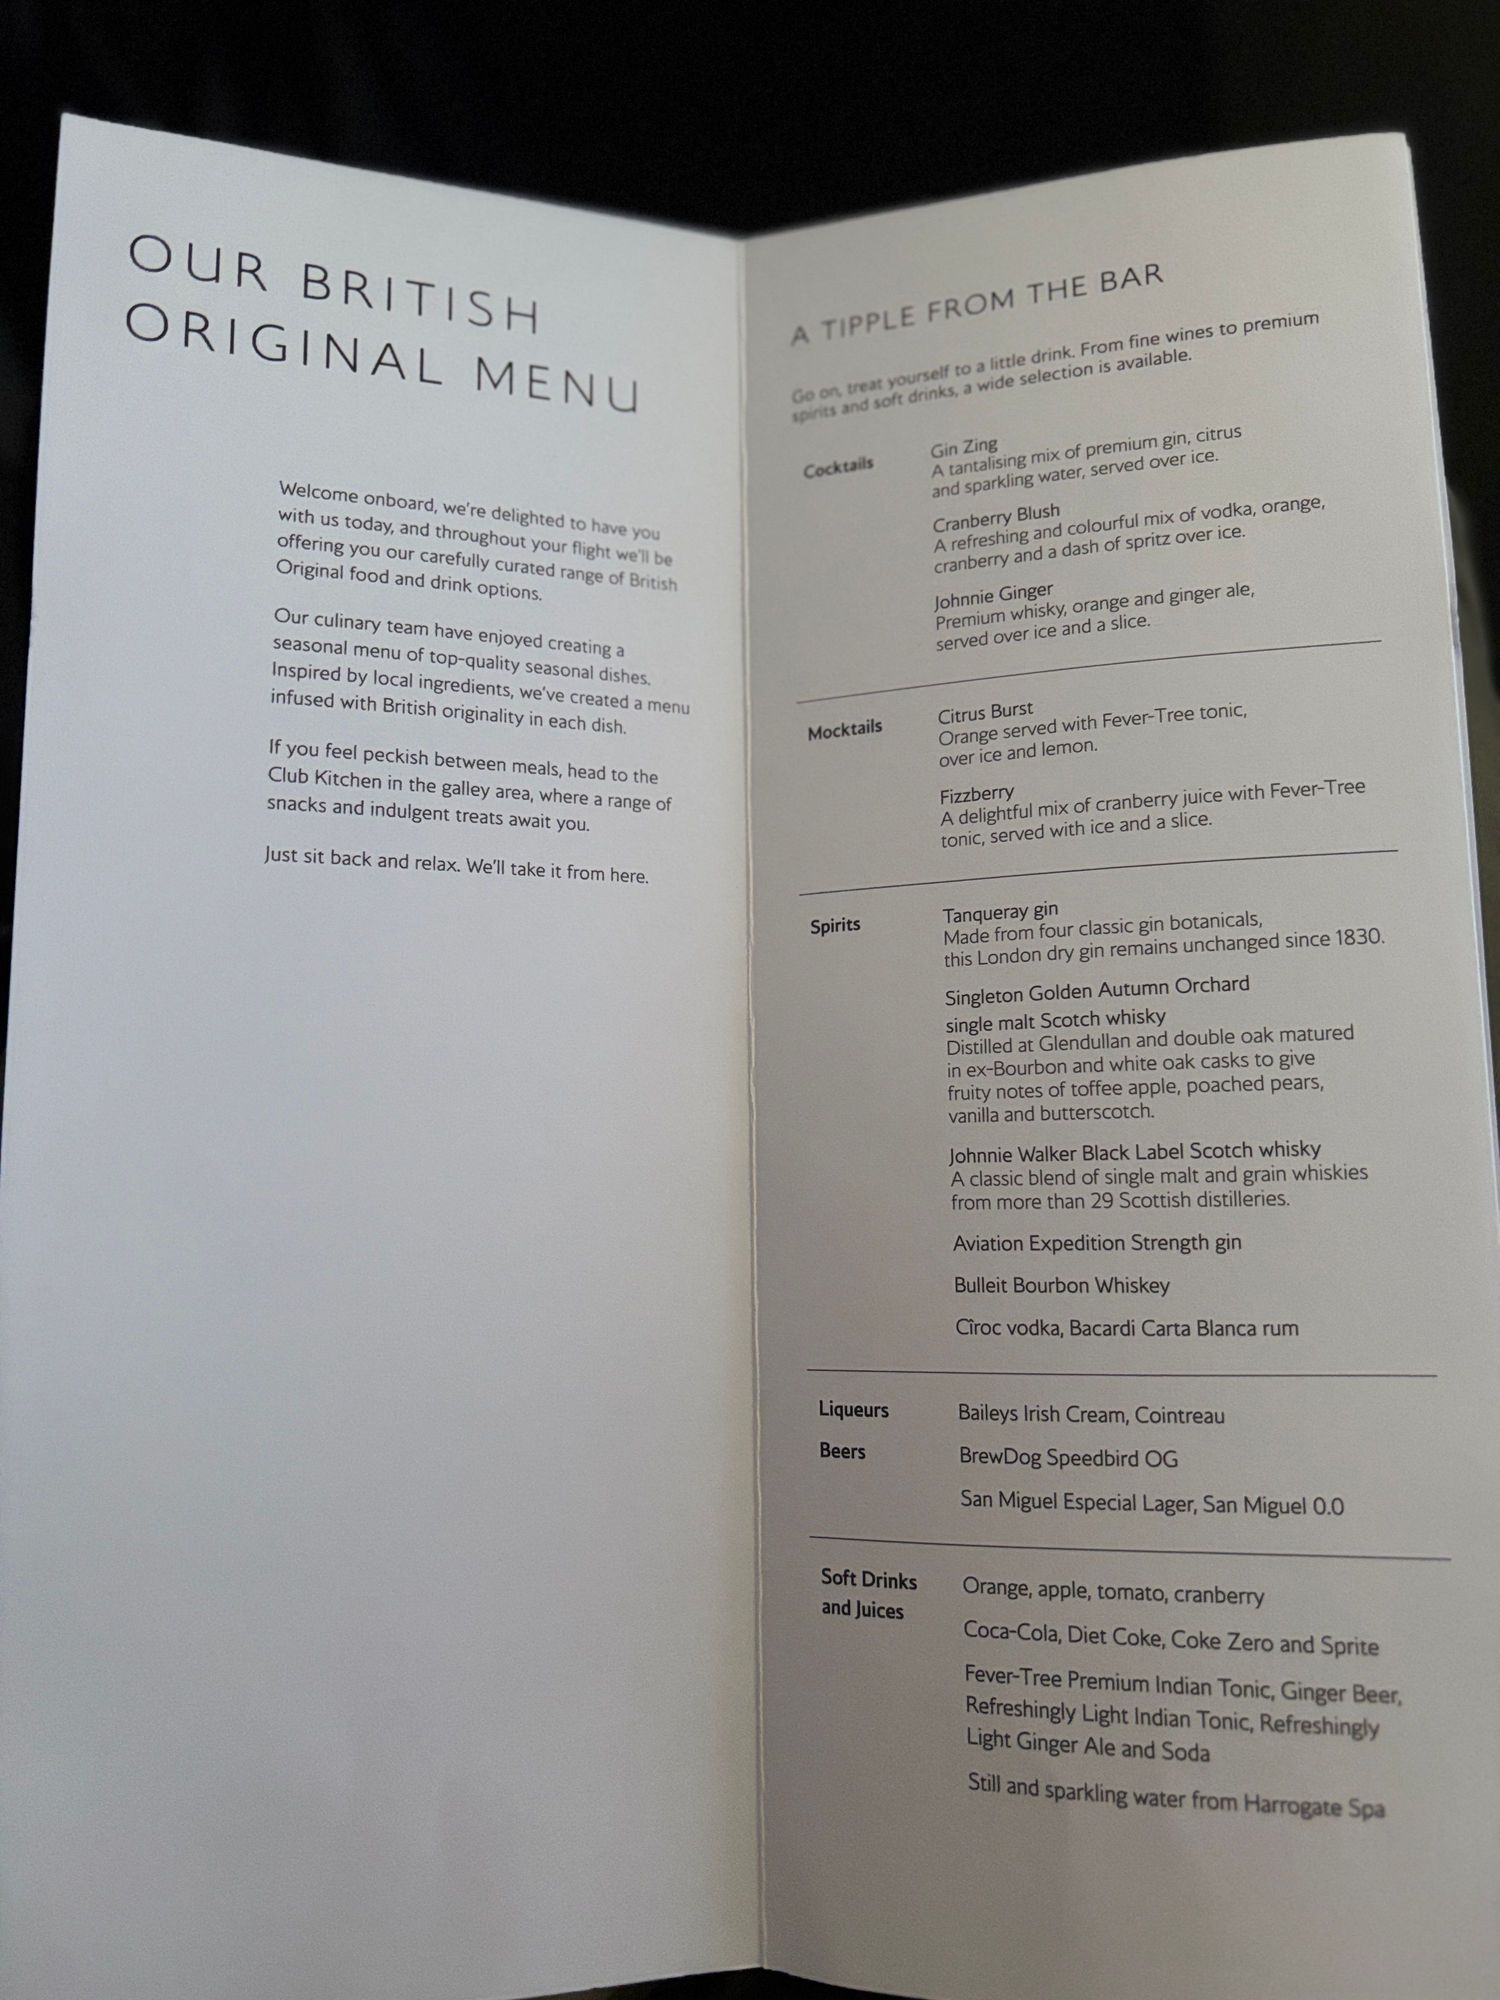 OUR BRITISH
ORIGINAL MENU
Welcome onboard, we're delighted to have you
with us today, and throughout your flight we'll be
offering you our carefully curated range of British
Original food and drink options.
Our culinary team have enjoyed creating a
seasonal menu of top-quality seasonal dishes.
Inspired by local ingredients, we've created a menu
infused with British originality in each dish.
If you feel peckish between meals, head to the
Club Kitchen in the galley area, where a range of
snacks and indulgent treats await you.
Just sit back and relax. We'll take it from here.
A TIPPLE FROM THE BAR
Go on, treat yourself to a little drink. From fine wines to premium
spirits and soft drinks, a wide selection is available.
Cocktails
Gin Zing
A tantalising mix of premium gin, citrus
and sparkling water, served over ice.
Cranberry Blush
A refreshing and colourful mix of vodka, orange,
cranberry and a dash of spritz over ice.
Johnnie Ginger
Premium whisky, orange and ginger ale,
served over ice and a slice.
Mocktails
Citrus Burst
Orange served with Fever-Tree tonic,
over ice and lemon.
Fizzberry
A delightful mix of cranberry juice with Fever-Tree
tonic, served with ice and a slice.
Spirits
Tanqueray gin
Made from four classic gin botanicals,
this London dry gin remains unchanged since 1830.
Singleton Golden Autumn Orchard
single malt Scotch whisky
Distilled at Glendullan and double oak matured
in ex-Bourbon and white oak casks to give
fruity notes of toffee apple, poached pears,
vanilla and butterscotch.
Johnnie Walker Black Label Scotch whisky
A classic blend of single malt and grain whiskies
from more than 29 Scottish distilleries.
Aviation Expedition Strength gin
Bulleit Bourbon Whiskey
Cîroc vodka, Bacardi Carta Blanca rum
Liqueurs
Baileys Irish Cream, Cointreau
Beers
BrewDog Speedbird OG
San Miguel Especial Lager, San Miguel 0.0
Soft Drinks
and Juices
Orange, apple, tomato, cranberry
Coca-Cola, Diet Coke, Coke Zero and Sprite
Fever-Tree Premium Indian Tonic, Ginger Beer,
Refreshingly Light Indian Tonic, Refreshingly
Light Ginger Ale and Soda
Still and sparkling water from Harrogate Spa